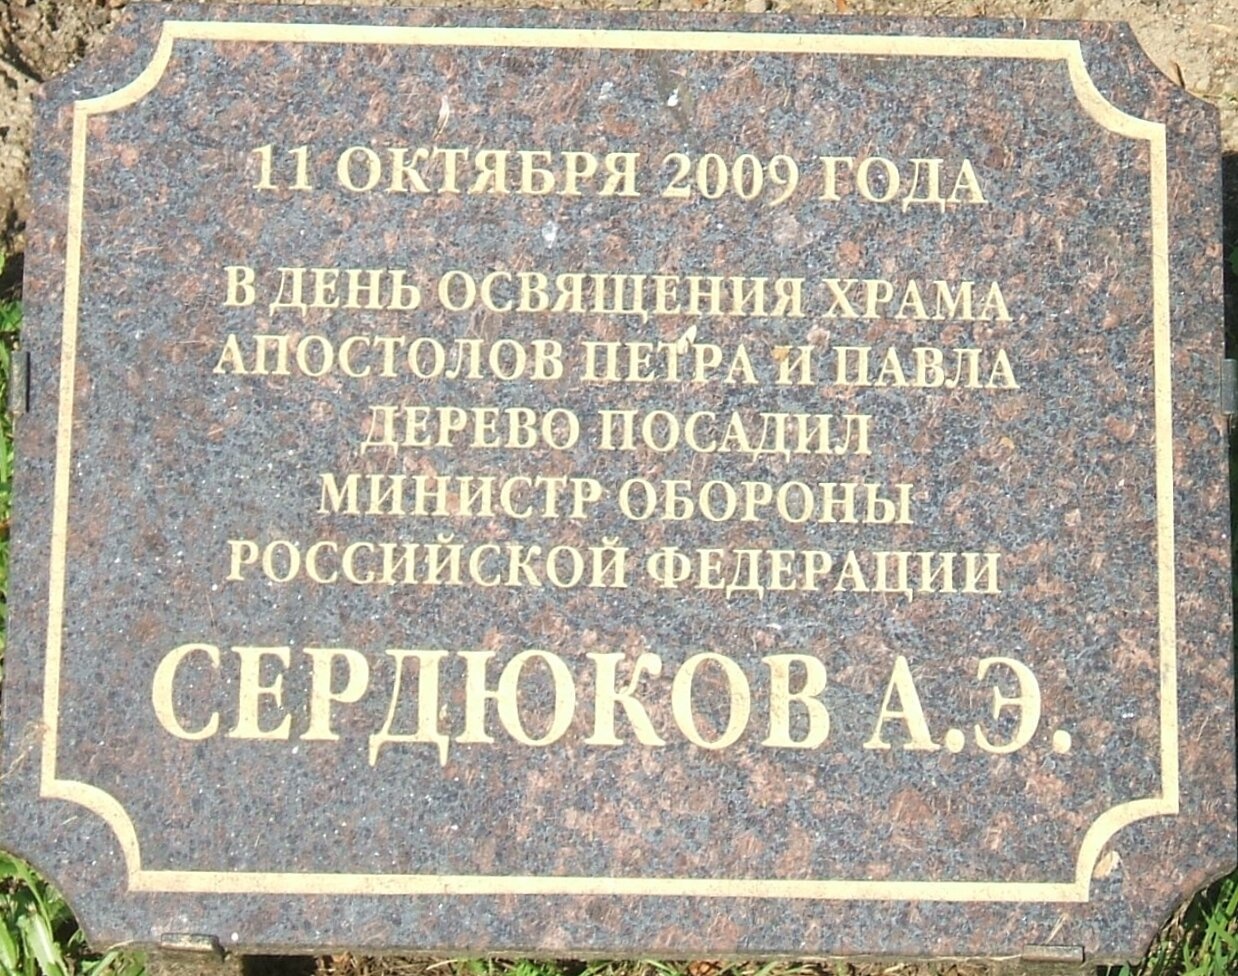 11 ОКТЯБРЯ 2009 ГОДА
В ДЕНЬ ОСВЯЩЕНИЯ ХРАМА
АПОСТОЛОВ ПЕТРА И ПАВЛА
ДЕРЕВО ПОСАДИЛ
МИНИСТР ОБОРОНЫ
РОССИЙСКОЙ ФЕДЕРАЦИИ
СЕРДЮКОВ А.Э.